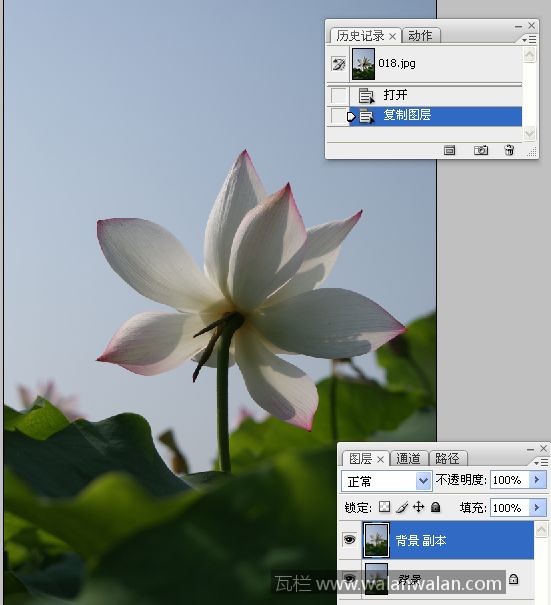 历史记录 × 动作
018.jpg
打开
复制图层
图层 × 通道 路径
正常 不透明度: 100%
锁定: 填充: 100%
背景 副本
背景
瓦栏 www.walanwalan.com